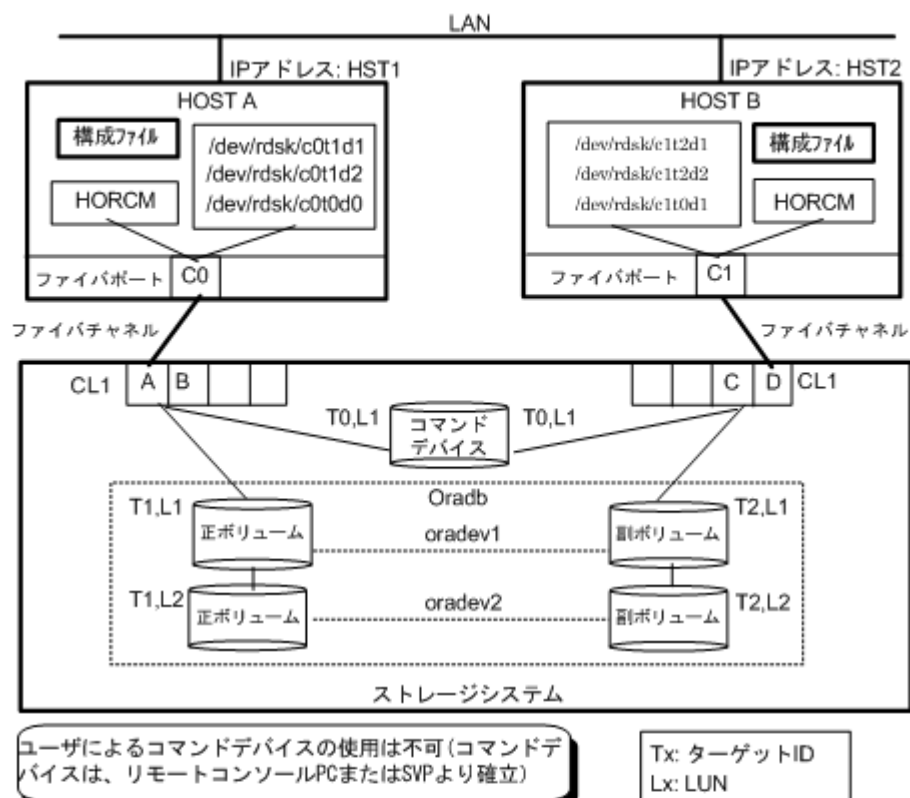 LAN
IPアドレス: HST1
IPアドレス: HST2
HOST A
HOST B
構成ファイル
/dev/rdsk/c0t1d1
/dev/rdsk/c0t1d2
/dev/rdsk/c0t0d0
HORCM
/dev/rdsk/c1t2d1
/dev/rdsk/c1t2d2
/dev/rdsk/c1t0d1
構成ファイル
HORCM
ファイバポート
C0
ファイバポート
C1
ファイバチャネル
ファイバチャネル
CL1
A
B
C
D
CL1
T0,L1
コマンド
デバイス
T0,L1
Oradb
T1,L1
正ボリューム
oradev1
副ボリューム
T2,L1
T1,L2
正ボリューム
oradev2
副ボリューム
T2,L2
ストレージシステム
ユーザによるコマンドデバイスの使用は不可(コマンドデ
バイスは、リモートコンソールPCまたはSVPより確立)
Tx: ターゲットID
Lx: LUN